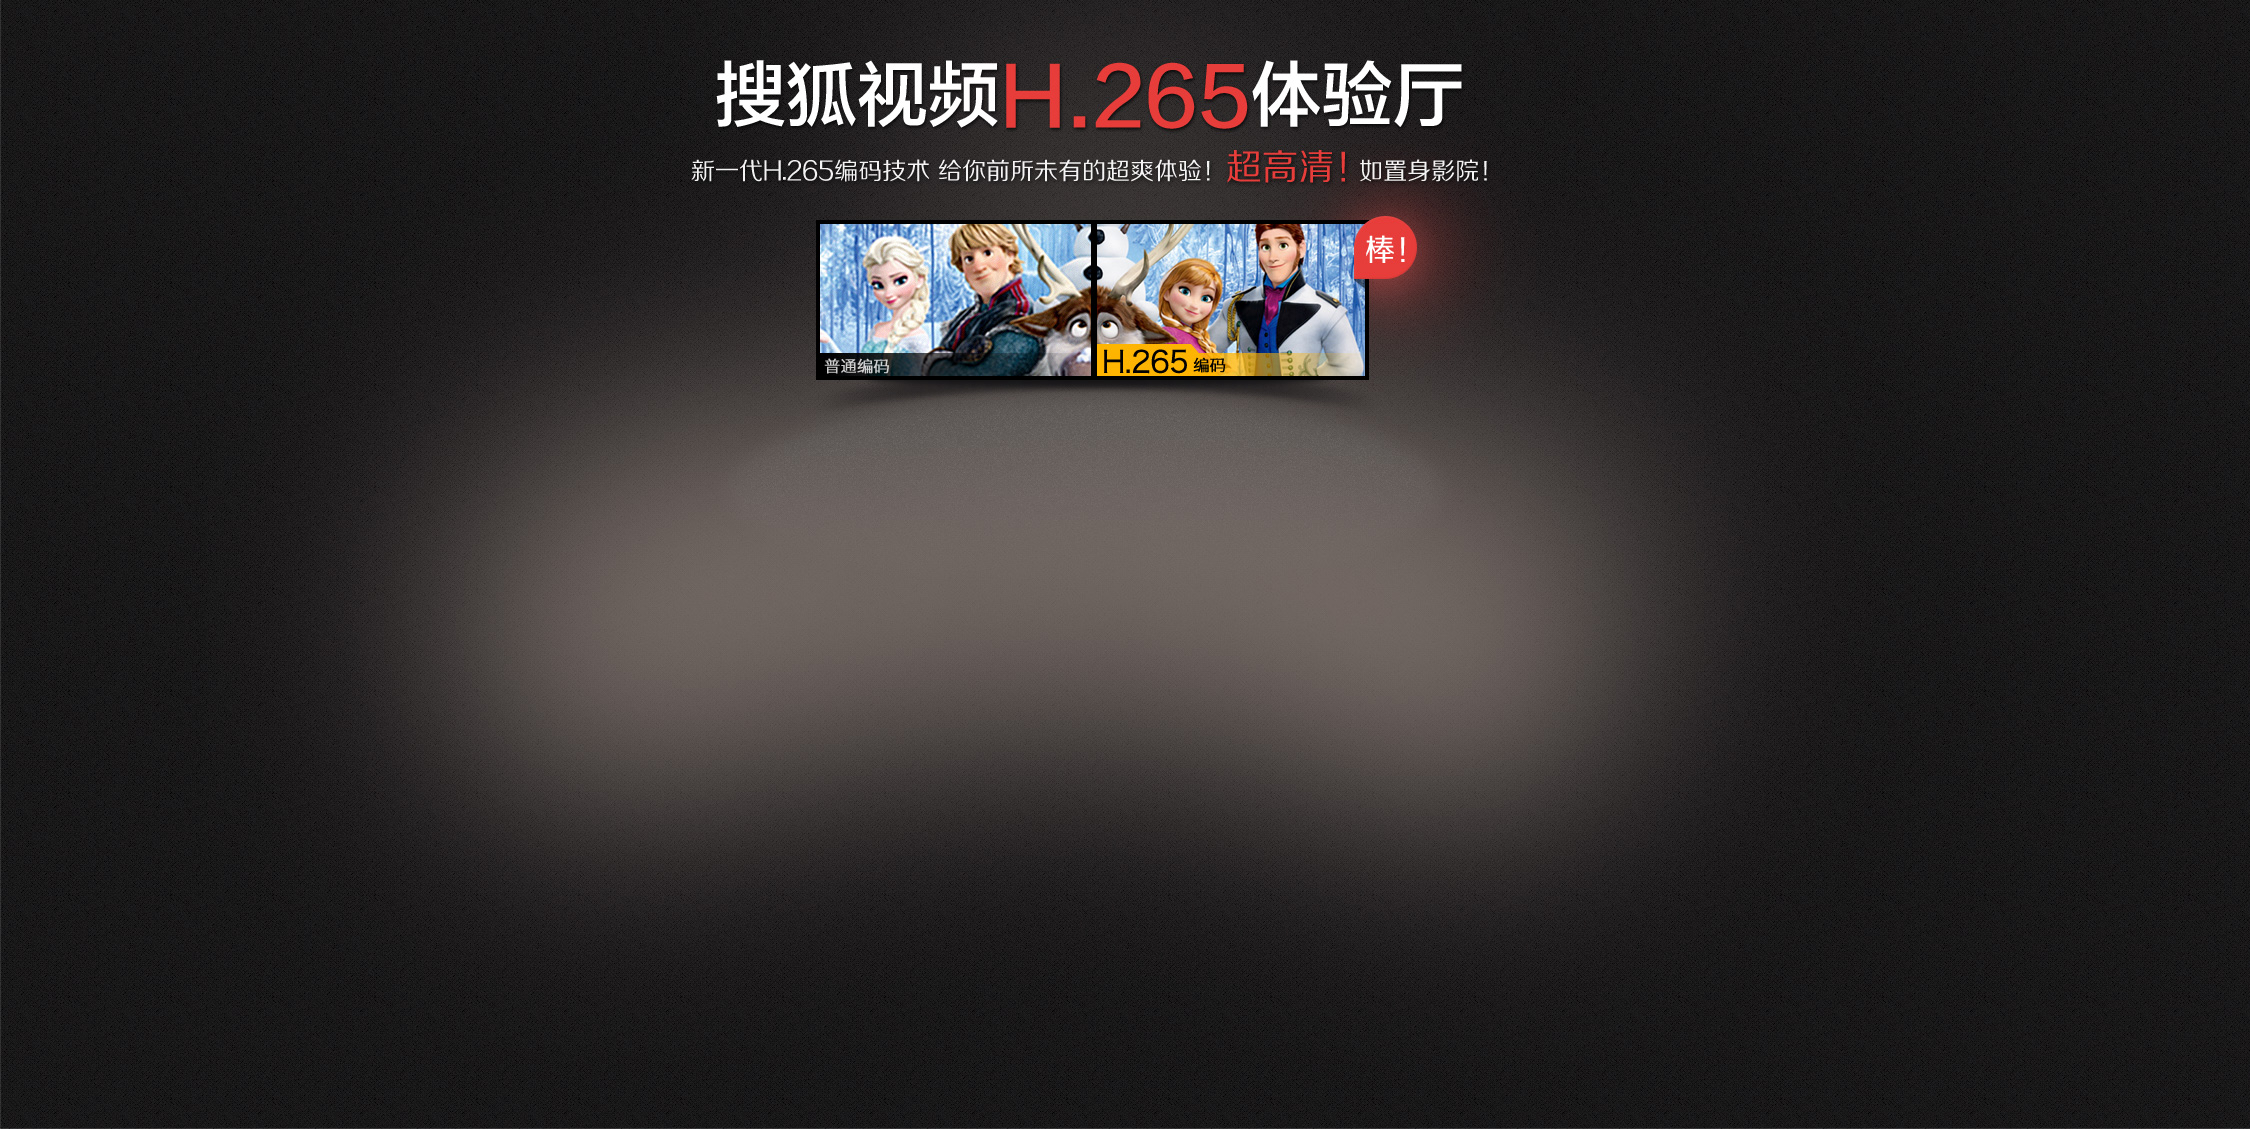 搜狐视频H.265体验厅
新一代H.265编码技术 给你前所未有的超爽体验！超高清！如置身影院！
棒！
普通编码
H.265 编码